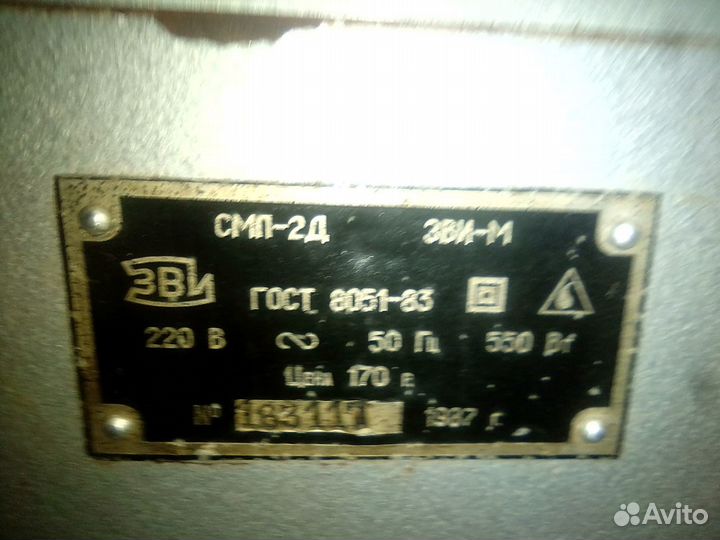 СМП-2Д ЗВИ-М
ЗВИ ГОСТ 8051-83
220 В 50 Гц 550 Вт
Цена 170 р
№ 183117 1987 г.
Avito